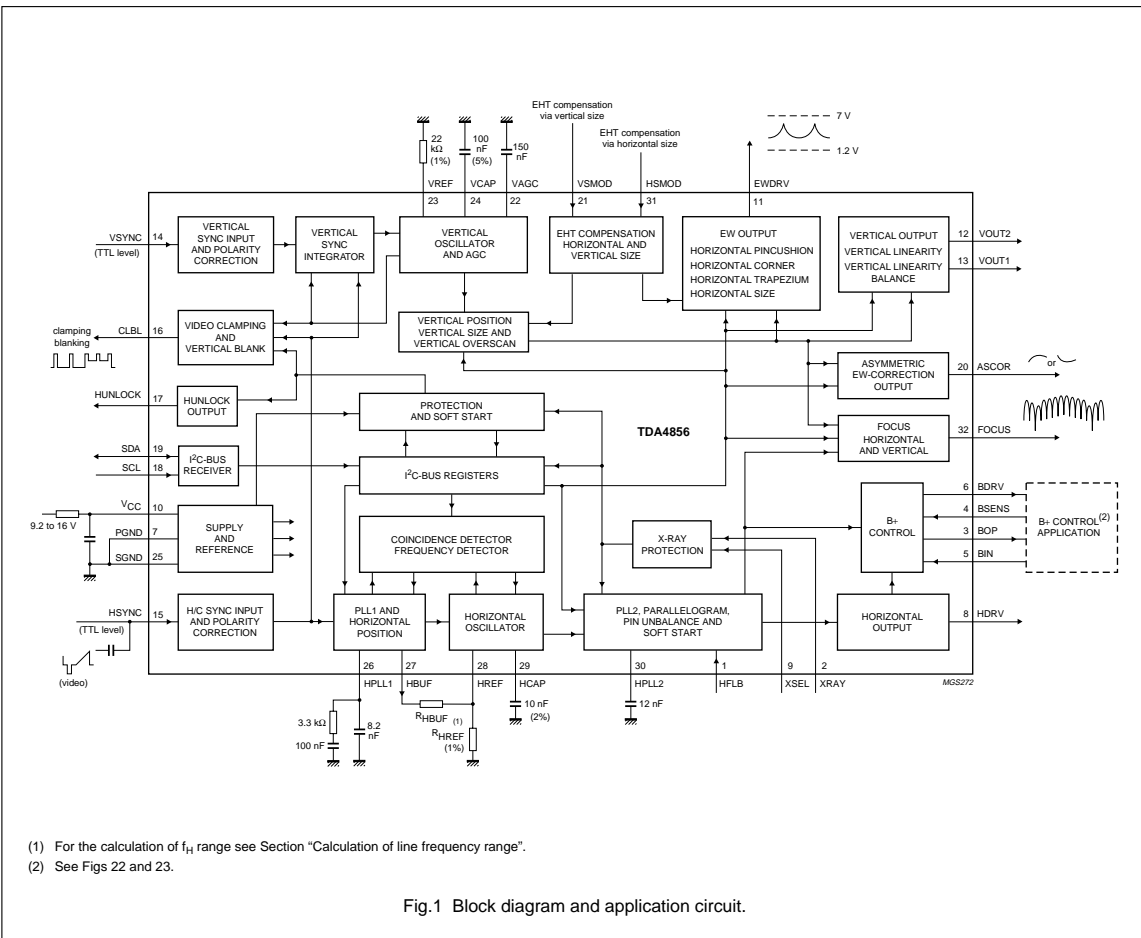 EHT compensation
via vertical size
EHT compensation
via horizontal size
7 V
1.2 V
22
kΩ
(1%)
100
nF
(5%)
150
nF
VREF
VCAP
VAGC
VSMOD
HSMOD
EWDRV
23
24
22
21
31
11
VSYNC
(TTL level)
14
VERTICAL
SYNC INPUT
AND POLARITY
CORRECTION
VERTICAL
SYNC
INTEGRATOR
VERTICAL
OSCILLATOR
AND AGC
EHT COMPENSATION
HORIZONTAL AND
VERTICAL SIZE
EW OUTPUT
HORIZONTAL PINCUSHION
HORIZONTAL CORNER
HORIZONTAL TRAPEZIUM
HORIZONTAL SIZE
VERTICAL OUTPUT
VERTICAL LINEARITY
VERTICAL LINEARITY
BALANCE
12 VOUT2
13 VOUT1
clamping
blanking
CLBL
16
VIDEO CLAMPING
AND
VERTICAL BLANK
VERTICAL POSITION
VERTICAL SIZE AND
VERTICAL OVERSCAN
ASYMMETRIC
EW-CORRECTION
OUTPUT
20 ASCOR
or
HUNLOCK
17
HUNLOCK
OUTPUT
PROTECTION
AND SOFT START
TDA4856
FOCUS
HORIZONTAL
AND VERTICAL
32 FOCUS
SDA 19
SCL 18
I²C-BUS
RECEIVER
I²C-BUS REGISTERS
9.2 to 16 V
VCC 10
PGND 7
SGND 25
SUPPLY
AND
REFERENCE
COINCIDENCE DETECTOR
FREQUENCY DETECTOR
X-RAY
PROTECTION
B+
CONTROL
6 BDRV
4 BSENS
3 BOP
5 BIN
B+ CONTROL(2)
APPLICATION
HSYNC
(TTL level)
15
(video)
H/C SYNC INPUT
AND POLARITY
CORRECTION
PLL1 AND
HORIZONTAL
POSITION
HORIZONTAL
OSCILLATOR
PLL2, PARALLELOGRAM,
PIN UNBALANCE AND
SOFT START
HORIZONTAL
OUTPUT
8 HDRV
26
27
28
29
30
1
9
2
HPLL1
HBUF
HREF
HCAP
HPLL2
HFLB
XSEL
XRAY
MGS272
3.3 kΩ
100 nF
8.2
nF
RHBUF (1)
RHREF
(1%)
10 nF
(2%)
12 nF
(1) For the calculation of fH range see Section “Calculation of line frequency range”.
(2) See Figs 22 and 23.
Fig.1 Block diagram and application circuit.